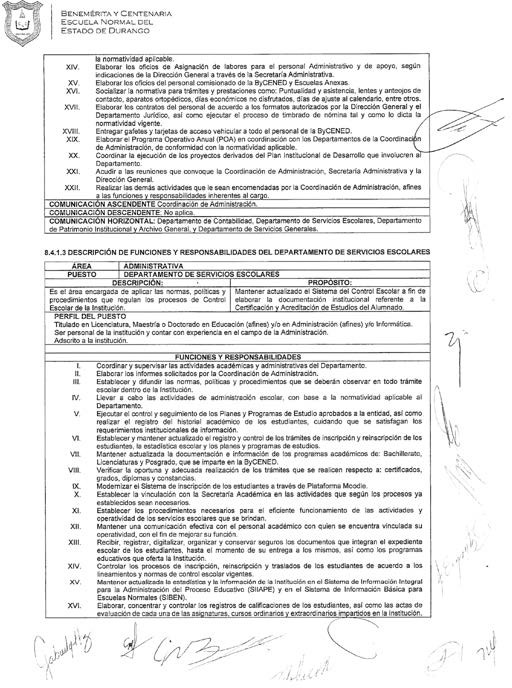 BENEMÉRITA Y CENTENARIA
ESCUELA NORMAL DEL
ESTADO DE DURANGO
la normatividad aplicable.
XIV. Elaborar los oficios de Asignación de labores para el personal Administrativo y de apoyo, según
indicaciones de la Dirección General a través de la Secretaría Administrativa.
XV. Elaborar los oficios del personal comisionado de la ByCENED y Escuelas Anexas.
XVI. Socializar la normativa para trámites y prestaciones como: Puntualidad y asistencia, lentes y anteojos de
contacto, aparatos ortopédicos, días económicos no disfrutados, días de ajuste al calendario, entre otros.
XVII. Elaborar los contratos del personal de acuerdo a los formatos autorizados por la Dirección General y el
Departamento Jurídico, así como ejecutar el proceso de timbrado de nómina tal y como lo dicta la
normatividad vigente.
XVIII. Entregar gafetes y tarjetas de acceso vehicular a todo el personal de la ByCENED.
XIX. Elaborar el Programa Operativo Anual (POA) en coordinación con los Departamentos de la Coordinación
de Administración, de conformidad con la normatividad aplicable.
XX. Coordinar la ejecución de los proyectos derivados del Plan Institucional de Desarrollo que involucren al
Departamento.
XXI. Acudir a las reuniones que convoque la Coordinación de Administración, Secretaría Administrativa y la
Dirección General.
XXII. Realizar las demás actividades que le sean encomendadas por la Coordinación de Administración, afines
a las funciones y responsabilidades inherentes al cargo.
COMUNICACIÓN ASCENDENTE Coordinación de Administración.
COMUNICACIÓN DESCENDENTE: No aplica.
COMUNICACIÓN HORIZONTAL: Departamento de Contabilidad, Departamento de Servicios Escolares, Departamento
de Patrimonio Institucional y Archivo General, y Departamento de Servicios Generales.
8.4.1.3 DESCRIPCIÓN DE FUNCIONES Y RESPONSABILIDADES DEL DEPARTAMENTO DE SERVICIOS ESCOLARES
ÁREA ADMINISTRATIVA
PUESTO DEPARTAMENTO DE SERVICIOS ESCOLARES
DESCRIPCIÓN: PROPÓSITO:
Es el área encargada de aplicar las normas, políticas y Mantener actualizado el Sistema del Control Escolar a fin de
procedimientos que regulan los procesos de Control elaborar la documentación institucional referente a la
Escolar de la Institución. Certificación y Acreditación de Estudios del Alumnado.
PERFIL DEL PUESTO
Titulado en Licenciatura, Maestría o Doctorado en Educación (afines) y/o en Administración (afines) y/o Informática.
Ser personal de la institución y contar con experiencia en el campo de la Administración.
Adscrito a la institución.
FUNCIONES Y RESPONSABILIDADES
I. Coordinar y supervisar las actividades académicas y administrativas del Departamento.
II. Elaborar los informes solicitados por la Coordinación de Administración.
III. Establecer y difundir las normas, políticas y procedimientos que se deberán observar en todo trámite
escolar dentro de la Institución.
IV. Llevar a cabo las actividades de administración escolar, con base a la normatividad aplicable al
Departamento.
V. Ejecutar el control y seguimiento de los Planes y Programas de Estudio aprobados a la entidad, así como
realizar el registro del historial académico de los estudiantes, cuidando que se satisfagan los
requerimientos institucionales de información.
VI. Establecer y mantener actualizado el registro y control de los trámites de inscripción y reinscripción de los
estudiantes, la estadística escolar y los planes y programas de estudios.
VII. Mantener actualizada la documentación e información de los programas académicos de: Bachillerato,
Licenciaturas y Posgrado, que se imparte en la ByCENED.
VIII. Verificar la oportuna y adecuada realización de los trámites que se realicen respecto a: certificados,
grados, diplomas y constancias.
IX. Modernizar el Sistema de inscripción de los estudiantes a través de Plataforma Moodle.
X. Establecer la vinculación con la Secretaría Académica en las actividades que según los procesos ya
establecidos sean necesarios.
XI. Establecer los procedimientos necesarios para el eficiente funcionamiento de las actividades y
operatividad de los servicios escolares que se brindan.
XII. Mantener una comunicación efectiva con el personal académico con quien se encuentra vinculada su
operatividad, con el fin de mejorar su función.
XIII. Recibir, registrar, digitalizar, organizar y conservar seguros los documentos que integran el expediente
escolar de los estudiantes, hasta el momento de su entrega a los mismos, así como los programas
educativos que oferta la Institución.
XIV. Controlar los procesos de inscripción, reinscripción y traslados de los estudiantes de acuerdo a los
lineamientos y normas de control escolar vigentes.
XV. Mantener actualizada la estadística y la información de la Institución en el Sistema de Información Integral
para la Administración del Proceso Educativo (SIIAPE) y en el Sistema de Información Básica para
Escuelas Normales (SIBEN).
XVI. Elaborar, concentrar y controlar los registros de calificaciones de los estudiantes, así como las actas de
evaluación de cada una de las asignaturas, cursos ordinarios y extraordinarios impartidos en la Institución,